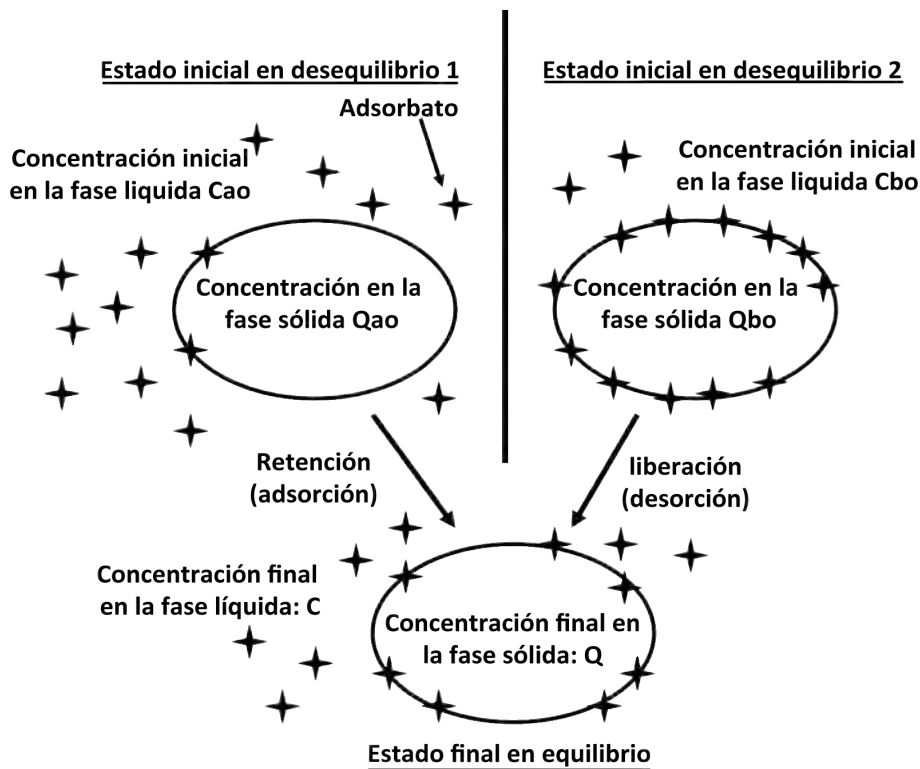 Estado inicial en desequilibrio 1
Adsorbato
Concentración inicial
en la fase liquida Cao
Concentración en la
fase sólida Qao
Estado inicial en desequilibrio 2
Concentración inicial
en la fase liquida Cbo
Concentración en la
fase sólida Qbo
Retención
(adsorción)
liberación
(desorción)
Concentración final
en la fase líquida: C
Concentración final en
la fase sólida: Q
Estado final en equilibrio